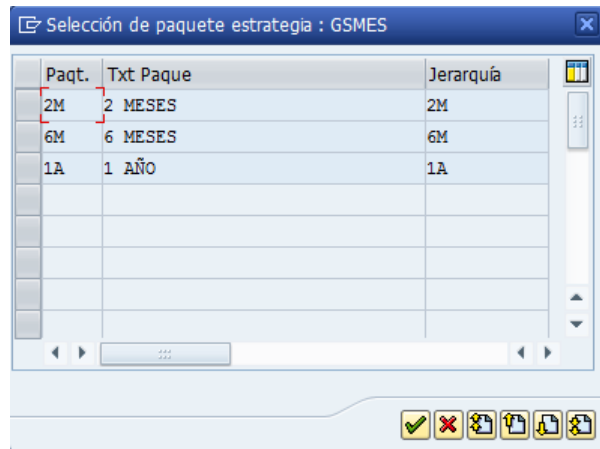 Selección de paquete estrategia : GSMES
Paqt. Txt Paque Jerarquía
2M 2 MESES 2M
6M 6 MESES 6M
1A 1 AÑO 1A